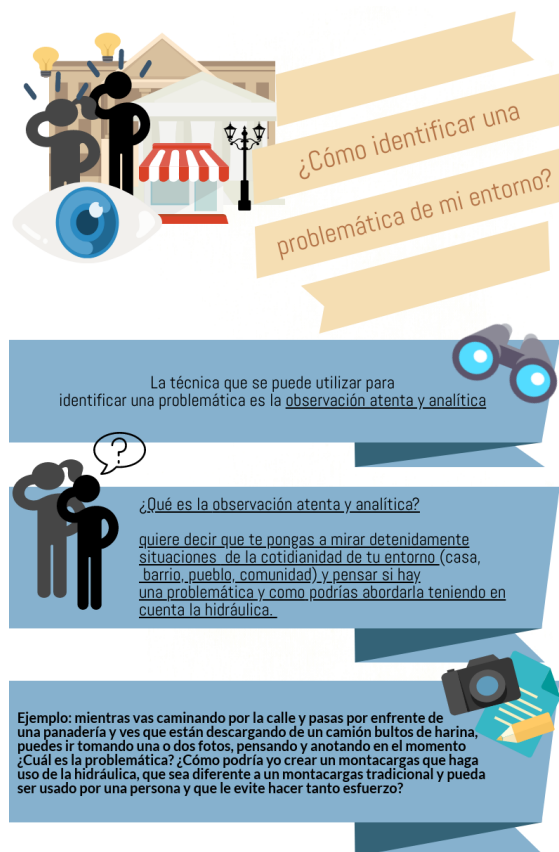 ¿Cómo identificar una
problemática de mi entorno?
La técnica que se puede utilizar para
identificar una problemática es la observación atenta y analítica
?
¿Qué es la observación atenta y analítica?
quiere decir que te pongas a mirar detenidamente
situaciones de la cotidianidad de tu entorno (casa,
barrio, pueblo, comunidad) y pensar si hay
una problemática y como podrías abordarla teniendo en
cuenta la hidráulica.
Ejemplo: mientras vas caminando por la calle y pasas por enfrente de
una panadería y ves que están descargando de un camión bultos de harina,
puedes ir tomando una o dos fotos, pensando y anotando en el momento
¿Cuál es la problemática? ¿Cómo podría yo crear un montacargas que haga
uso de la hidráulica, que sea diferente a un montacargas tradicional y pueda
ser usado por una persona y que le evite hacer tanto esfuerzo?